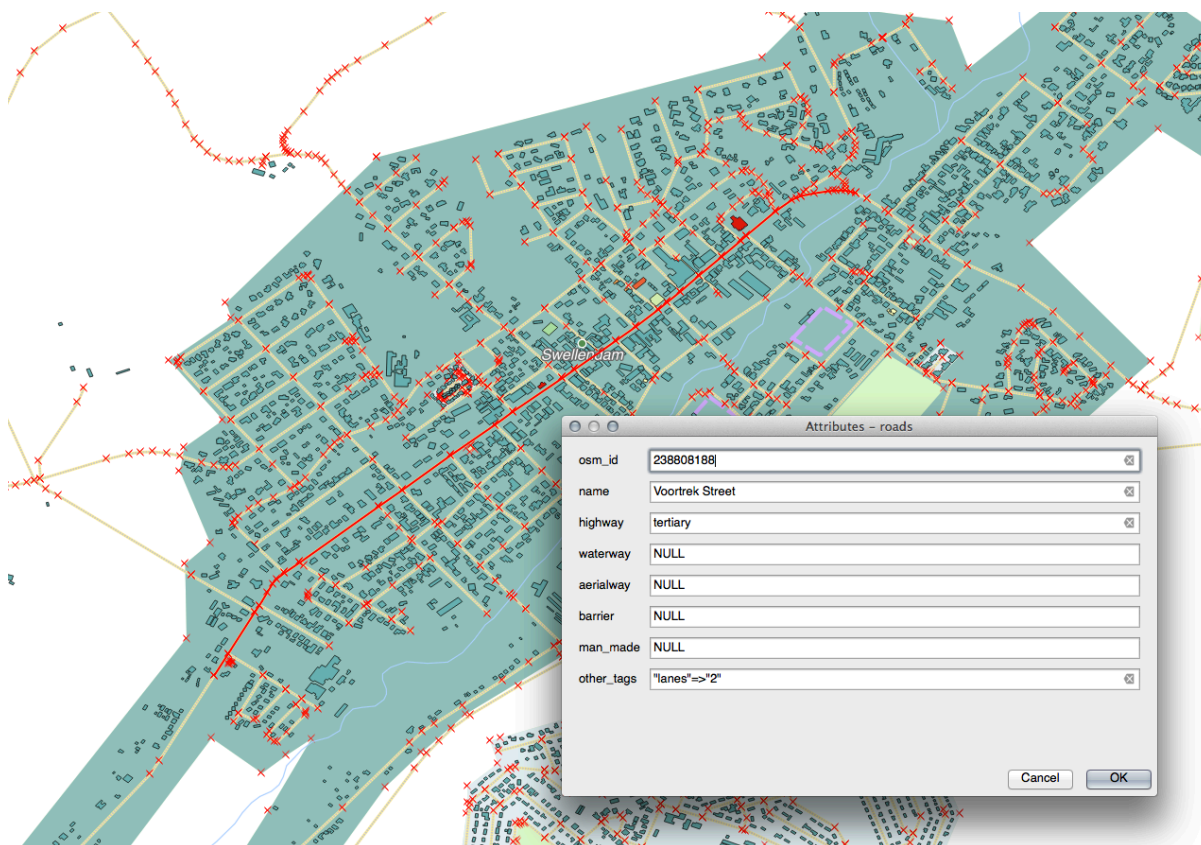 Swellendam
Attributes – roads
osm_id 238808188
name Voortrek Street
highway tertiary
waterway NULL
aerialway NULL
barrier NULL
man_made NULL
other_tags "lanes"=>"2"
Cancel OK